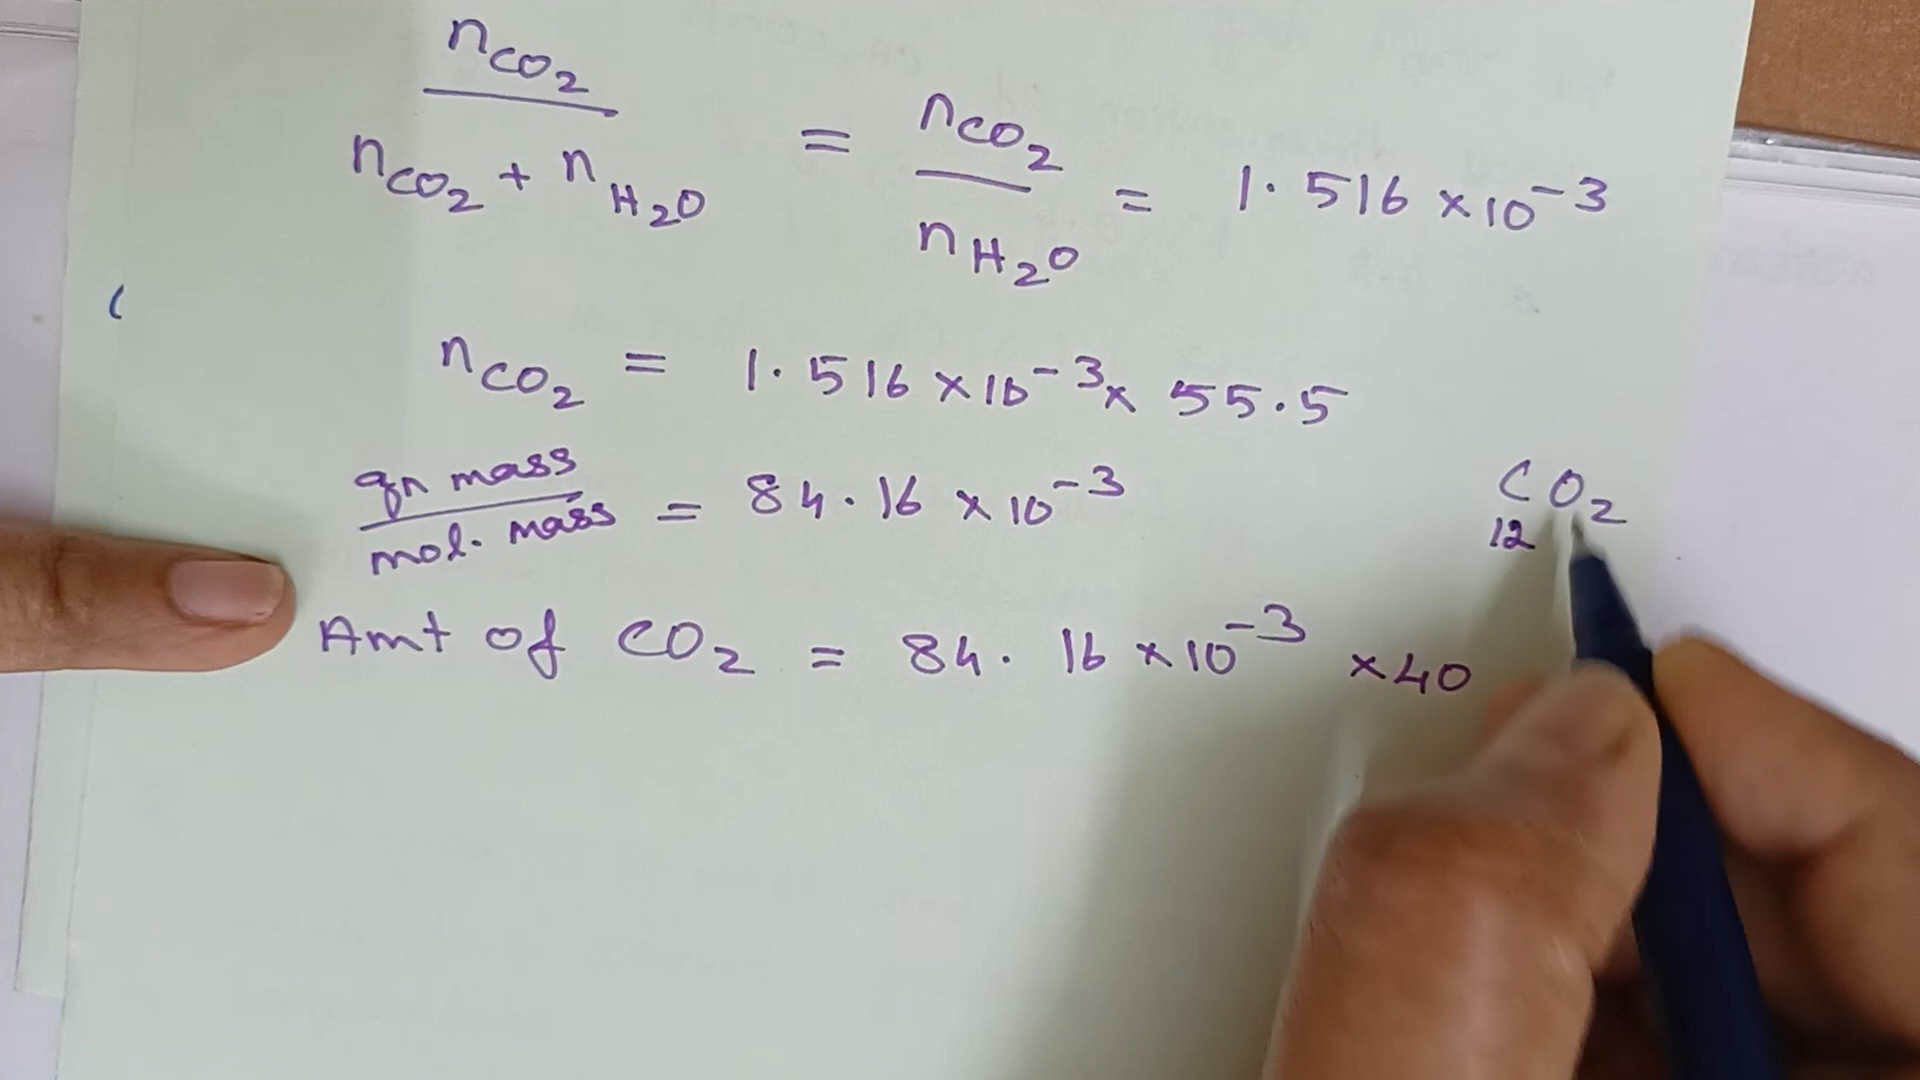 nCO2 / nCO2 + nH2O = nCO2 / nH2O = 1.516 × 10⁻³
nCO2 = 1.516 × 10⁻³ × 55.5
gn mass / mol. mass = 84.16 × 10⁻³
CO2
12
Amt of CO2 = 84.16 × 10⁻³ × 40